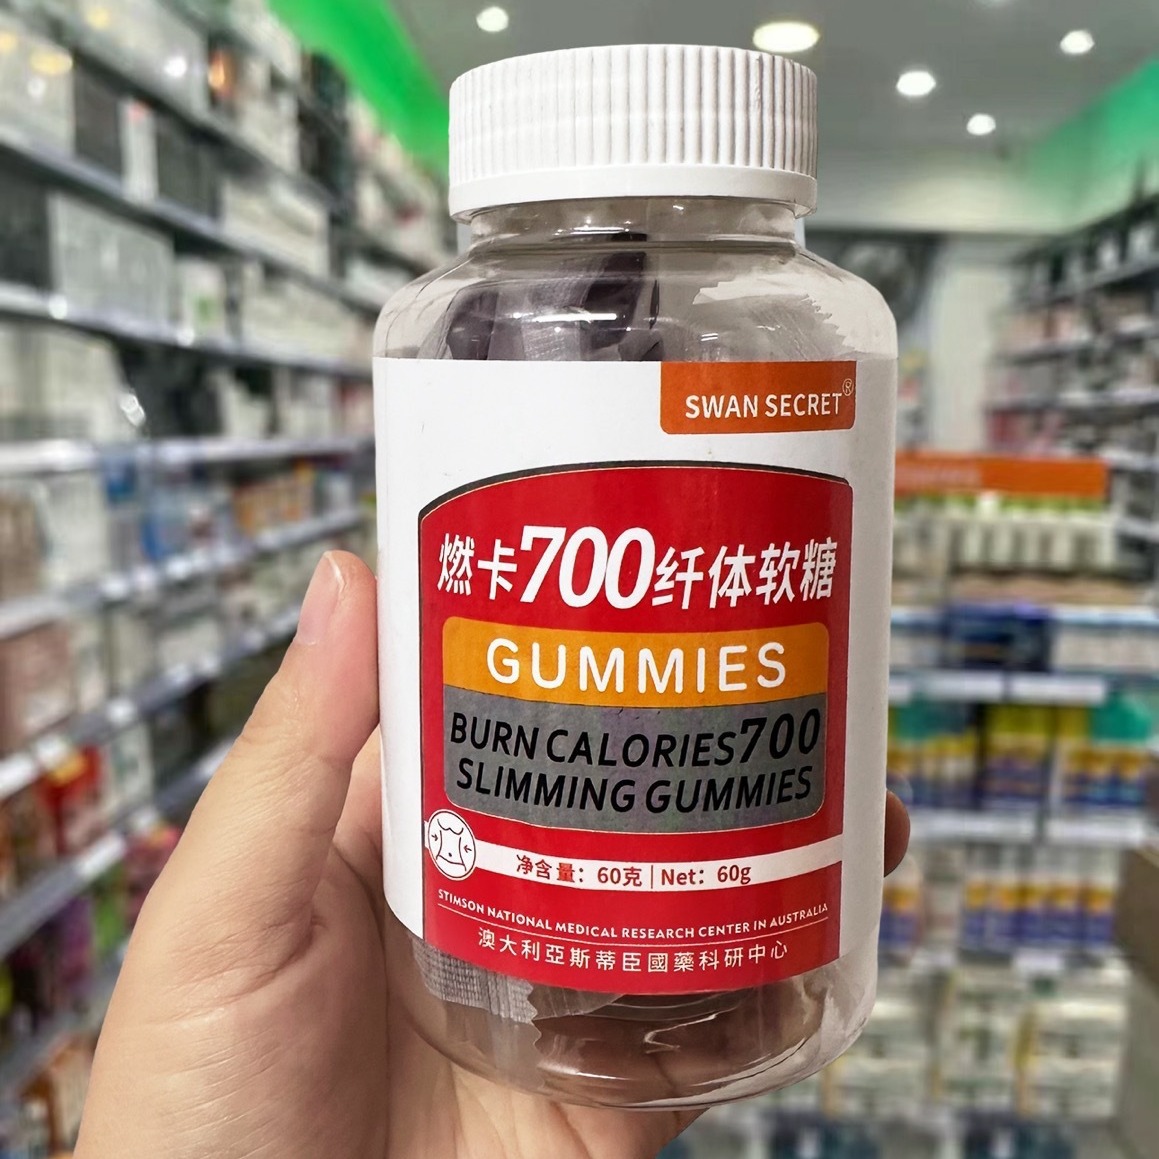 SWAN SECRET®
燃卡700纤体软糖
GUMMIES
BURN CALORIES700
SLIMMING GUMMIES
净含量：60克 | Net：60g
STIMSON NATIONAL MEDICAL RESEARCH CENTER IN AUSTRALIA
澳大利亞斯蒂臣國藥科研中心